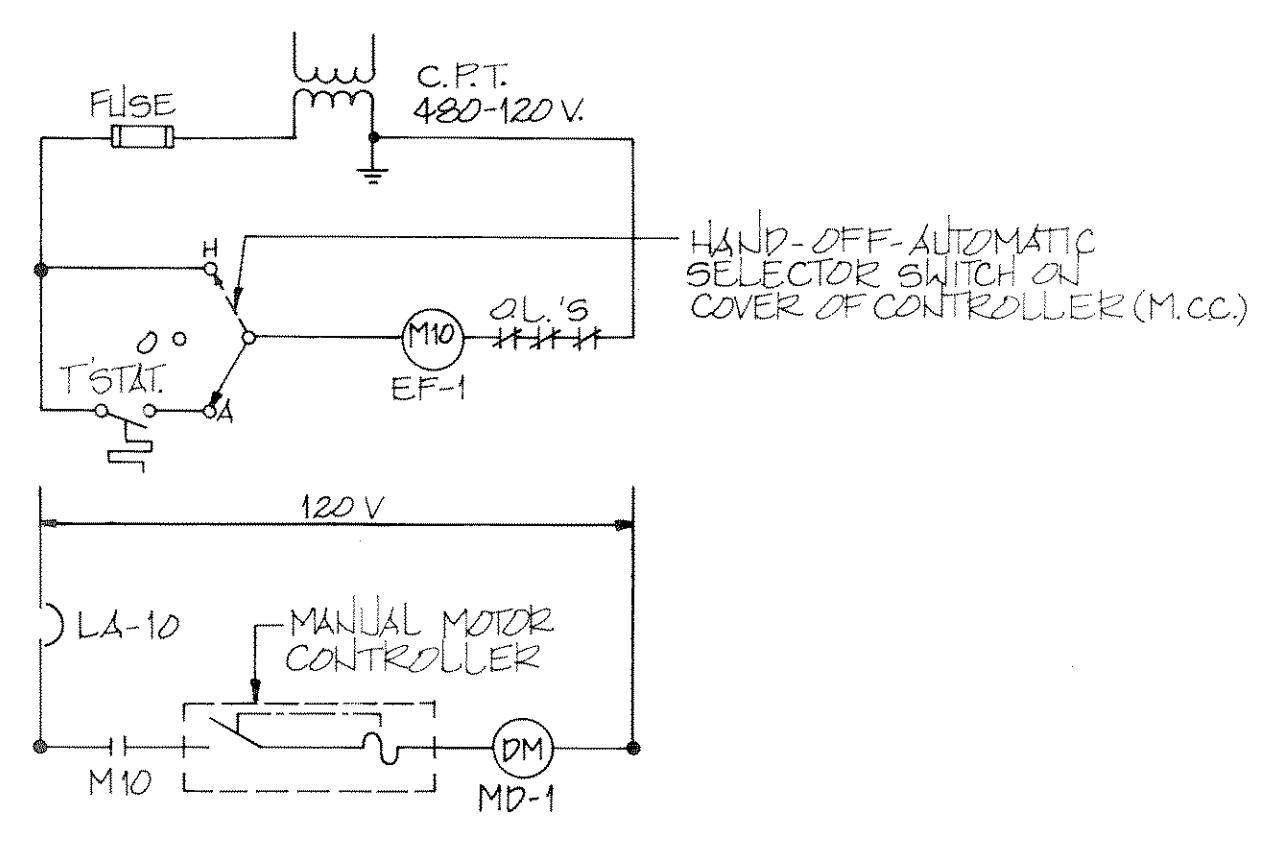 FUSE
C.P.T.
480-120 V.
H
HAND-OFF-AUTOMATIC
SELECTOR SWITCH ON
COVER OF CONTROLLER (M.C.C.)
O
M10
O.L.'S
T'STAT.
A
EF-1
120 V
LA-10
MANUAL MOTOR
CONTROLLER
M10
DM
MD-1